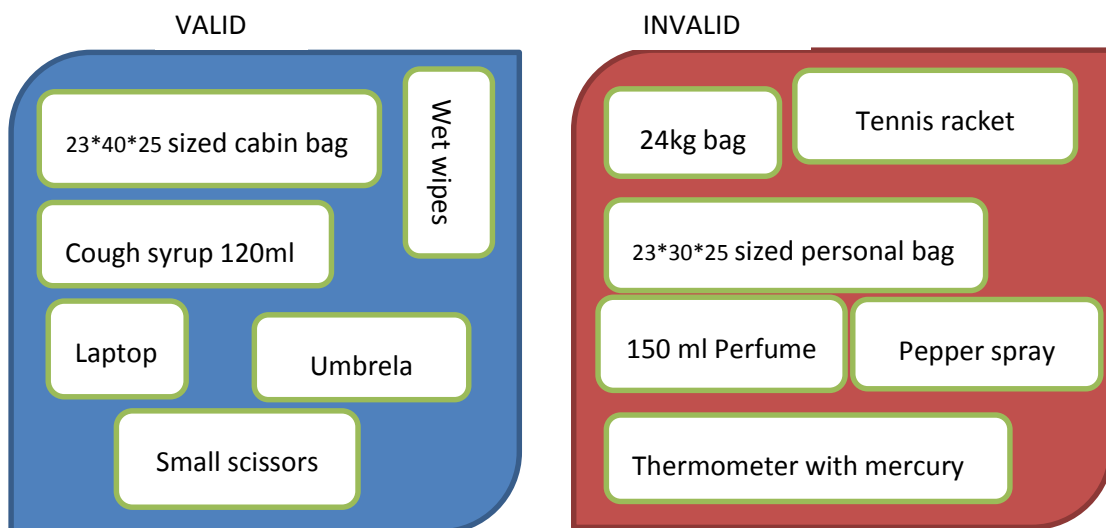 VALID
23*40*25 sized cabin bag
Wet wipes
Cough syrup 120ml
Laptop
Umbrela
Small scissors
INVALID
24kg bag
Tennis racket
23*30*25 sized personal bag
150 ml Perfume
Pepper spray
Thermometer with mercury